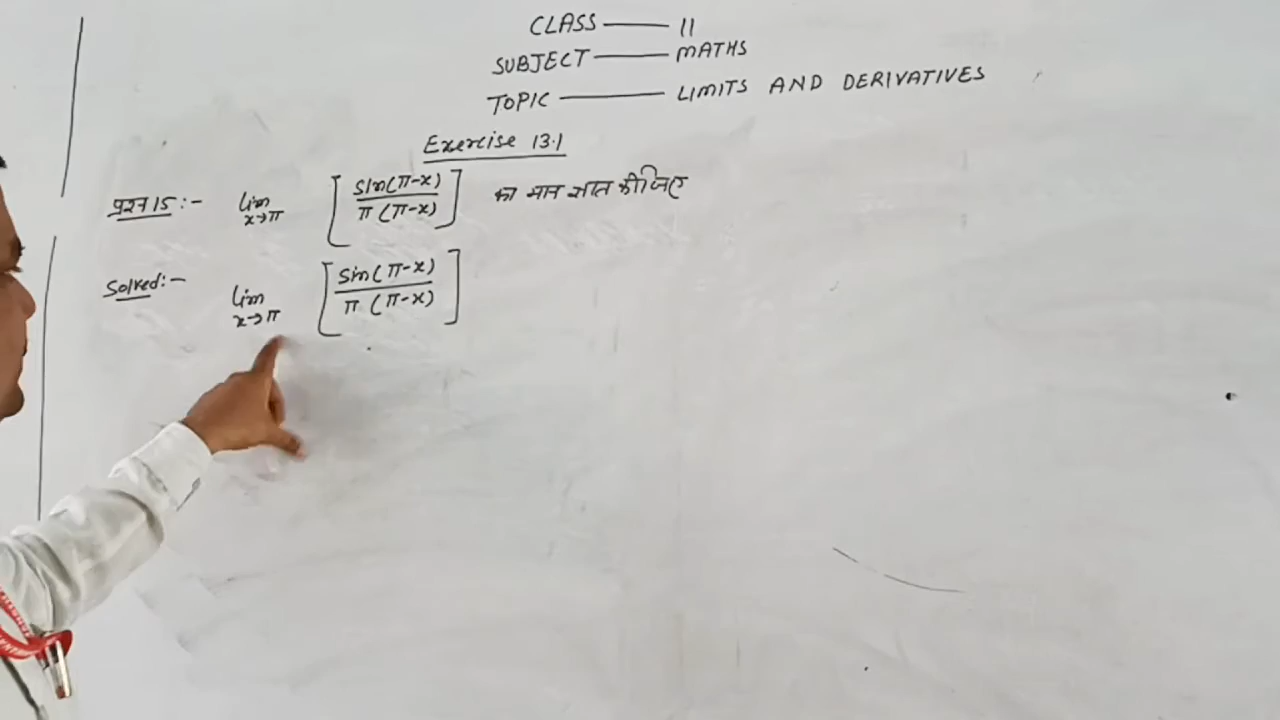 CLASS —— 11
SUBJECT —— MATHS
TOPIC —— LIMITS AND DERIVATIVES
Exercise 13.1
प्रश्न 15:- lim x→π [sin(π-x) / π(π-x)] का मान ज्ञात कीजिए
Solved:- lim x→π [sin(π-x) / π(π-x)]